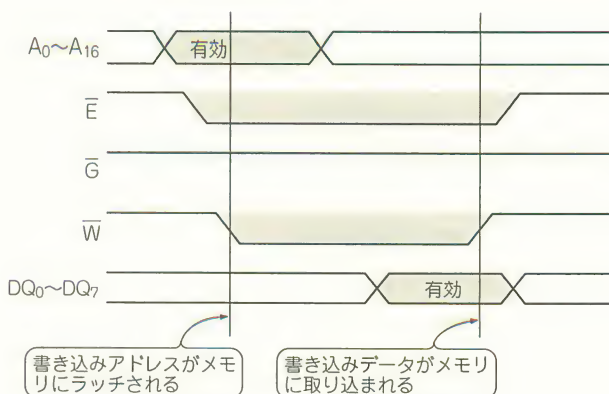 A₀〜A₁₆
有効
E̅
G̅
W̅
DQ₀〜DQ₇
有効
書き込みアドレスがメモ
リにラッチされる
書き込みデータがメモリ
に取り込まれる